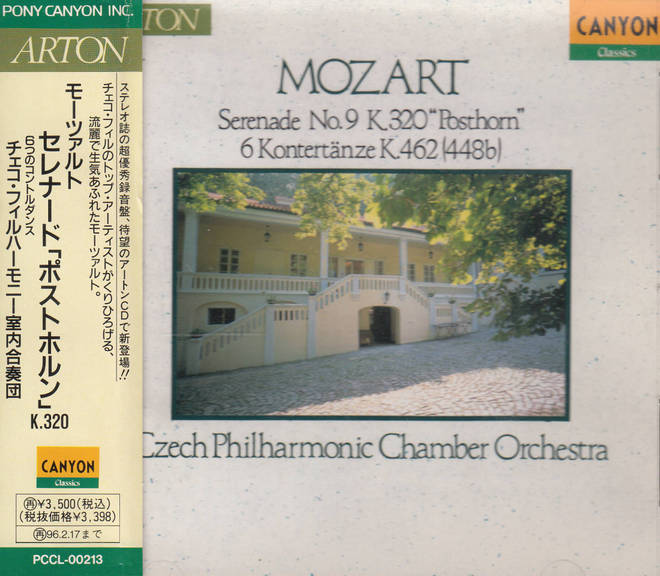 PONY CANYON INC.
ARTON
ステレオ誌の超優秀録音盤、待望のアートンCDで新登場!!
チェコ・フィルのトップ・アーティストがくりひろげる、
流麗で生気あふれたモーツァルト。
モーツァルト
セレナード「ポストホルン」K.320
6つのコントルダンス
チェコ・フィルハーモニー室内合奏団
CANYON
Classics
再¥3,500(税込)
(税抜価格¥3,398)
再96.2.17まで
PCCL-00213
TON
CANYON
Classics
MOZART
Serenade No.9 K.320 "Posthorn"
6 Kontertänze K.462 (448b)
Czech Philharmonic Chamber Orchestra